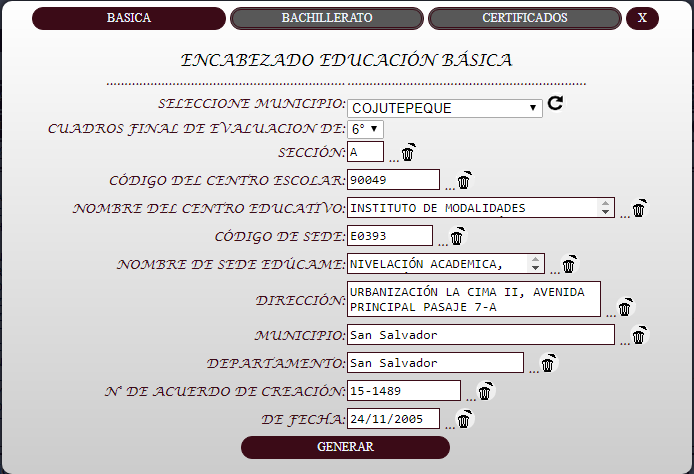 BASICA BACHILLERATO CERTIFICADOS X
ENCABEZADO EDUCACIÓN BÁSICA
SELECCIONE MUNICIPIO: COJUTEPEQUE
CUADROS FINAL DE EVALUACION DE: 6°
SECCIÓN: A ...
CÓDIGO DEL CENTRO ESCOLAR: 90049 ...
NOMBRE DEL CENTRO EDUCATIVO: INSTITUTO DE MODALIDADES ...
CÓDIGO DE SEDE: E0393 ...
NOMBRE DE SEDE EDÚCAME: NIVELACIÓN ACADEMICA, ...
DIRECCIÓN: URBANIZACIÓN LA CIMA II, AVENIDA
PRINCIPAL PASAJE 7-A ...
MUNICIPIO: San Salvador ...
DEPARTAMENTO: San Salvador ...
N° DE ACUERDO DE CREACIÓN: 15-1489 ...
DE FECHA: 24/11/2005 ...
GENERAR